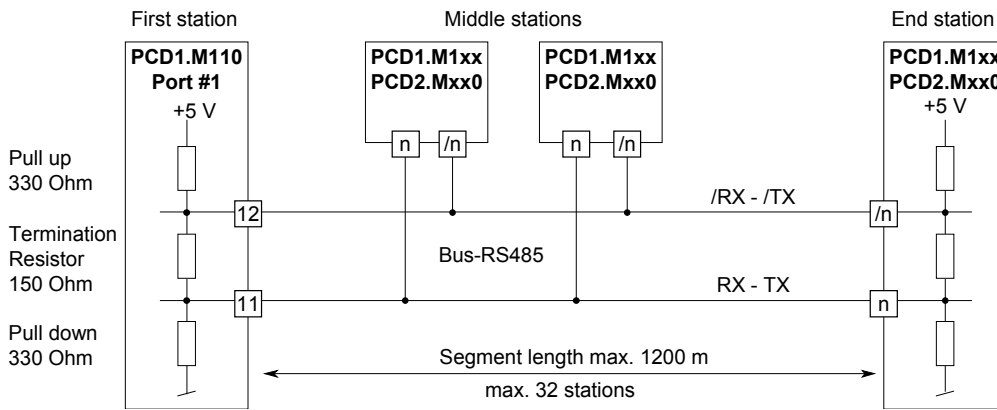 First station
Middle stations
End station
PCD1.M110
Port #1
+5 V
PCD1.M1xx
PCD2.Mxx0
PCD1.M1xx
PCD2.Mxx0
PCD1.M1xx
PCD2.Mxx0
+5 V
n
/n
n
/n
Pull up
330 Ohm
12
/RX - /TX
/n
Termination
Resistor
150 Ohm
Bus-RS485
11
RX - TX
n
Pull down
330 Ohm
Segment length max. 1200 m
max. 32 stations